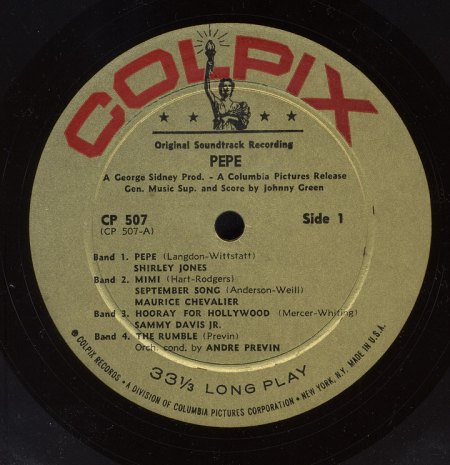 COLPIX
Original Soundtrack Recording
PEPE
A George Sidney Prod. - A Columbia Pictures Release
Gen. Music Sup. and Score by Johnny Green
CP 507
(CP 507-A)
Side 1
Band 1. PEPE (Langdon-Wittstatt)
SHIRLEY JONES
Band 2. MIMI (Hart-Rodgers)
SEPTEMBER SONG (Anderson-Weill)
MAURICE CHEVALIER
Band 3. HOORAY FOR HOLLYWOOD (Mercer-Whiting)
SAMMY DAVIS JR.
Band 4. THE RUMBLE (Previn)
Orch. cond. by ANDRE PREVIN
33⅓ LONG PLAY
© COLPIX RECORDS • A DIVISION OF COLUMBIA PICTURES CORPORATION • NEW YORK, N.Y. MADE IN U.S.A.